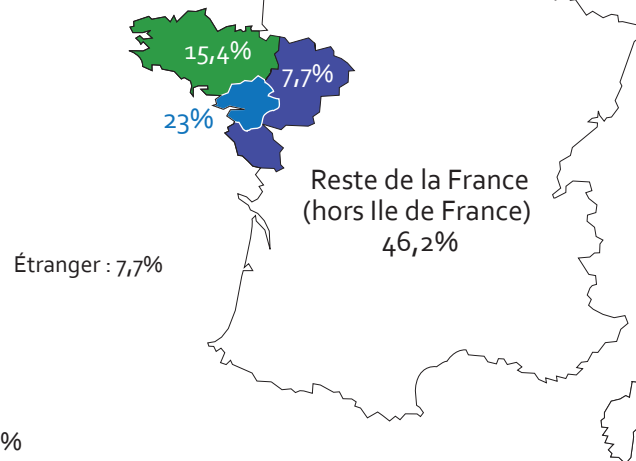 15,4%
7,7%
23%
Reste de la France
(hors Ile de France)
46,2%
Étranger : 7,7%
%